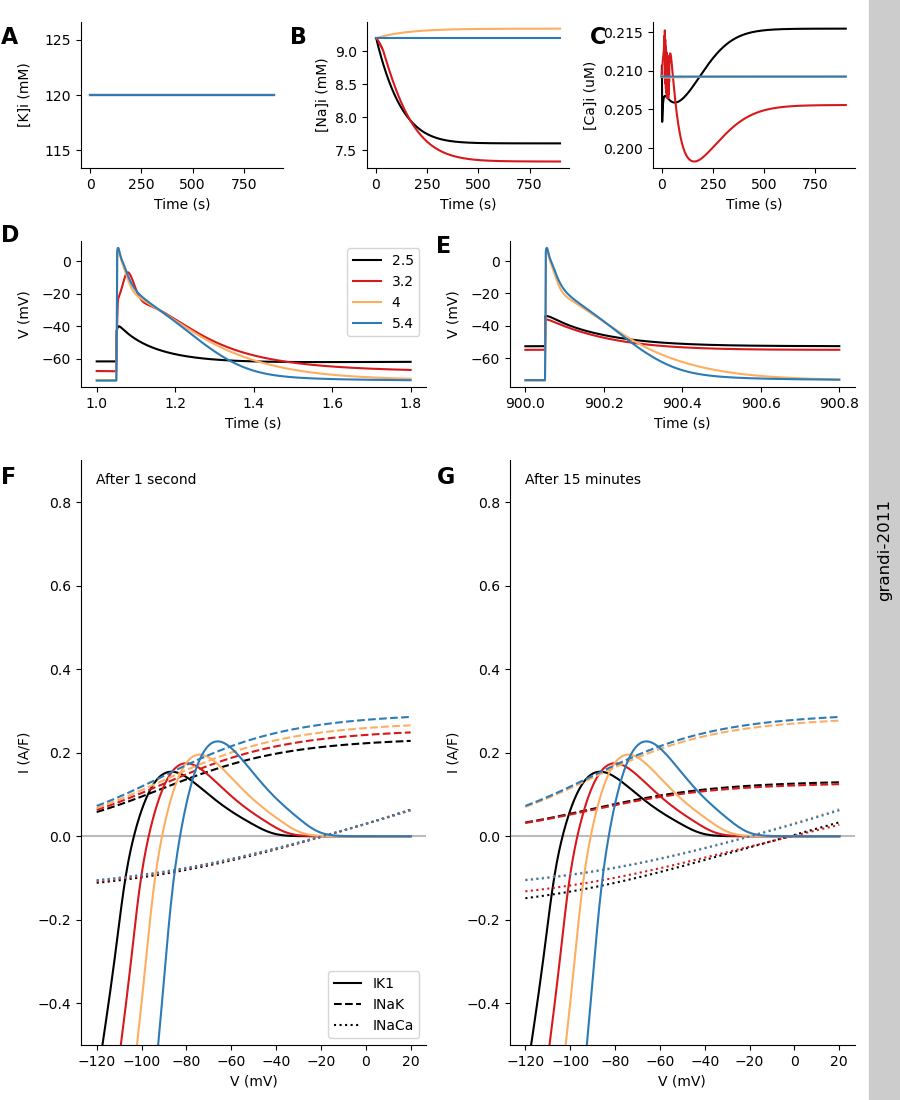 A
125
120
115
[K]i (mM)
0 250 500 750
Time (s)
B
9.0
8.5
8.0
7.5
[Na]i (mM)
0 250 500 750
Time (s)
C
0.215
0.210
0.205
0.200
[Ca]i (uM)
0 250 500 750
Time (s)
D
0
−20
−40
−60
V (mV)
1.0 1.2 1.4 1.6 1.8
Time (s)
2.5
3.2
4
5.4
E
0
−20
−40
−60
V (mV)
900.0 900.2 900.4 900.6 900.8
Time (s)
F
After 1 second
0.8
0.6
0.4
0.2
0.0
−0.2
−0.4
I (A/F)
−120 −100 −80 −60 −40 −20 0 20
V (mV)
IK1
INaK
INaCa
G
After 15 minutes
0.8
0.6
0.4
0.2
0.0
−0.2
−0.4
I (A/F)
−120 −100 −80 −60 −40 −20 0 20
V (mV)
grandi-2011